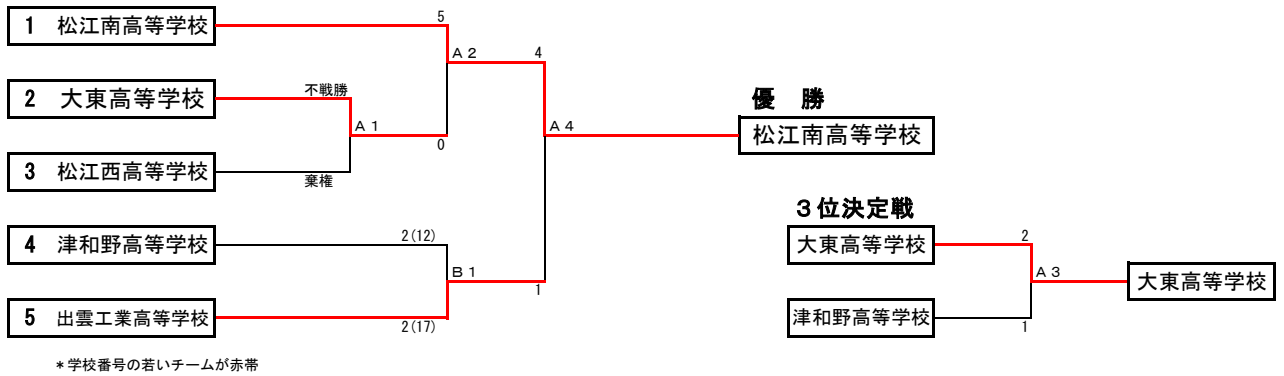 1 松江南高等学校
5
A 2
4
2 大東高等学校
不戦勝
優 勝
A 1
A 4
松江南高等学校
0
3 松江西高等学校
棄権
3位決定戦
4 津和野高等学校
2(12)
大東高等学校
2
B 1
A 3
大東高等学校
1
5 出雲工業高等学校
2(17)
津和野高等学校
1
*学校番号の若いチームが赤帯